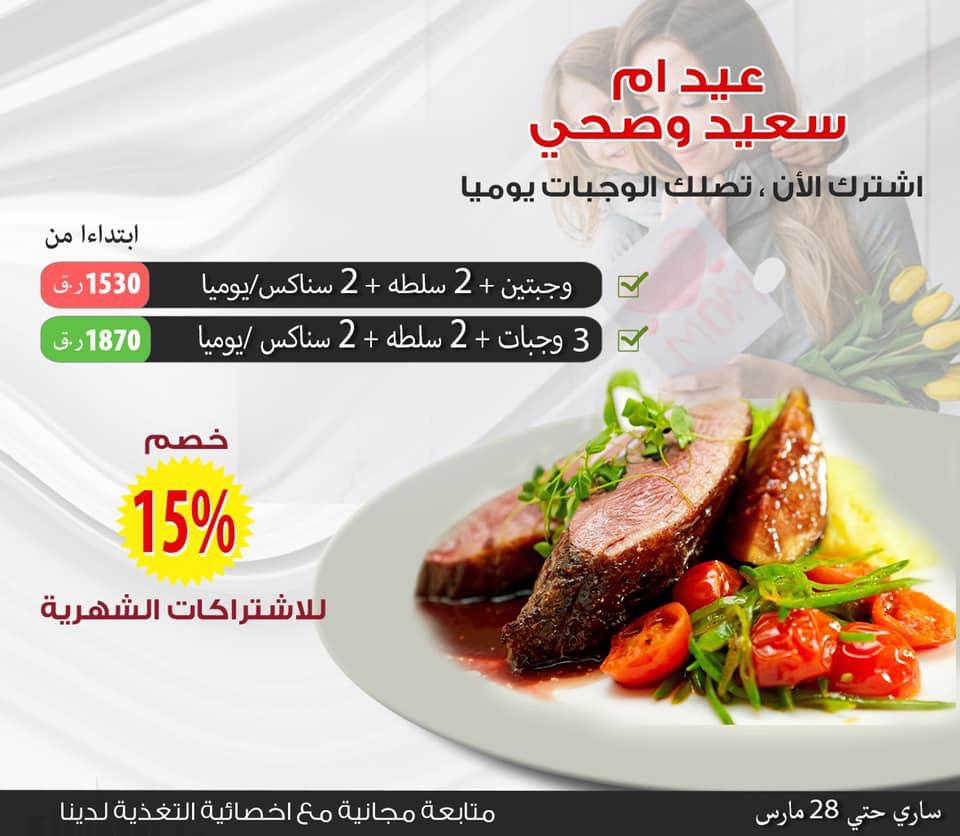 عيد ام
سعيد وصحي
اشترك الأن ، تصلك الوجبات يوميا
ابتداءا من
وجبتين + 2 سلطه + 2 سناكس/يوميا 1530 ر.ق
3 وجبات + 2 سلطه + 2 سناكس /يوميا 1870 ر.ق
MOM
خصم
15%
للاشتراكات الشهرية
ساري حتي 28 مارس
متابعة مجانية مع اخصائية التغذية لدينا